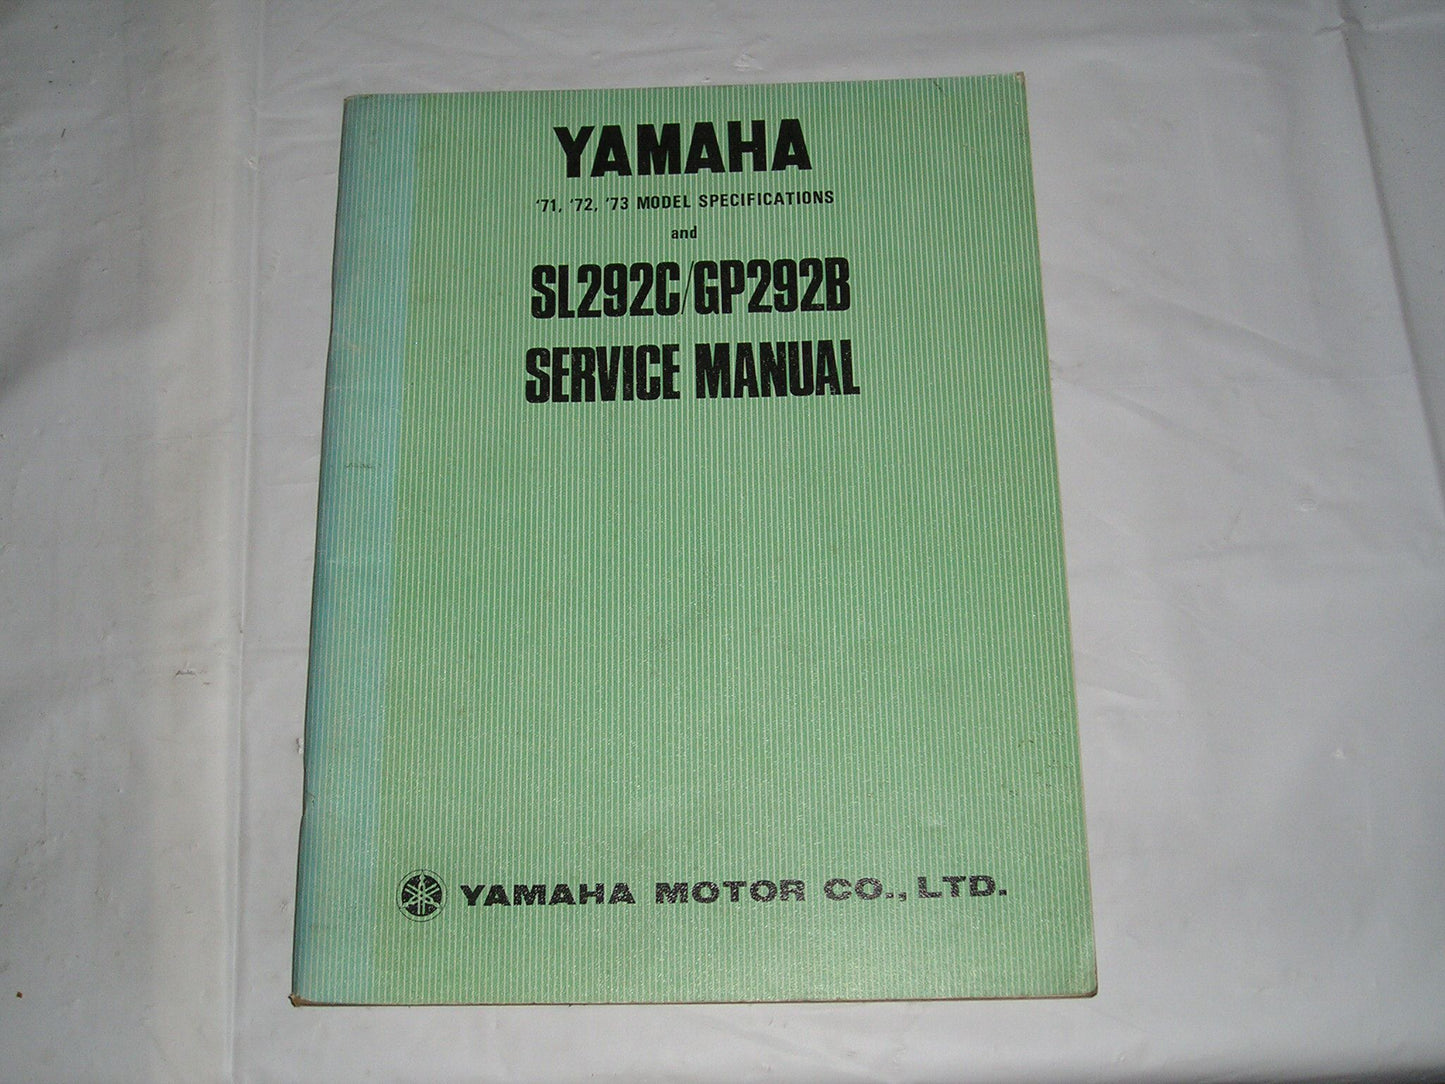 YAMAHA
'71, '72, '73 MODEL SPECIFICATIONS
and
SL292C/GP292B
SERVICE MANUAL
YAMAHA MOTOR CO., LTD.